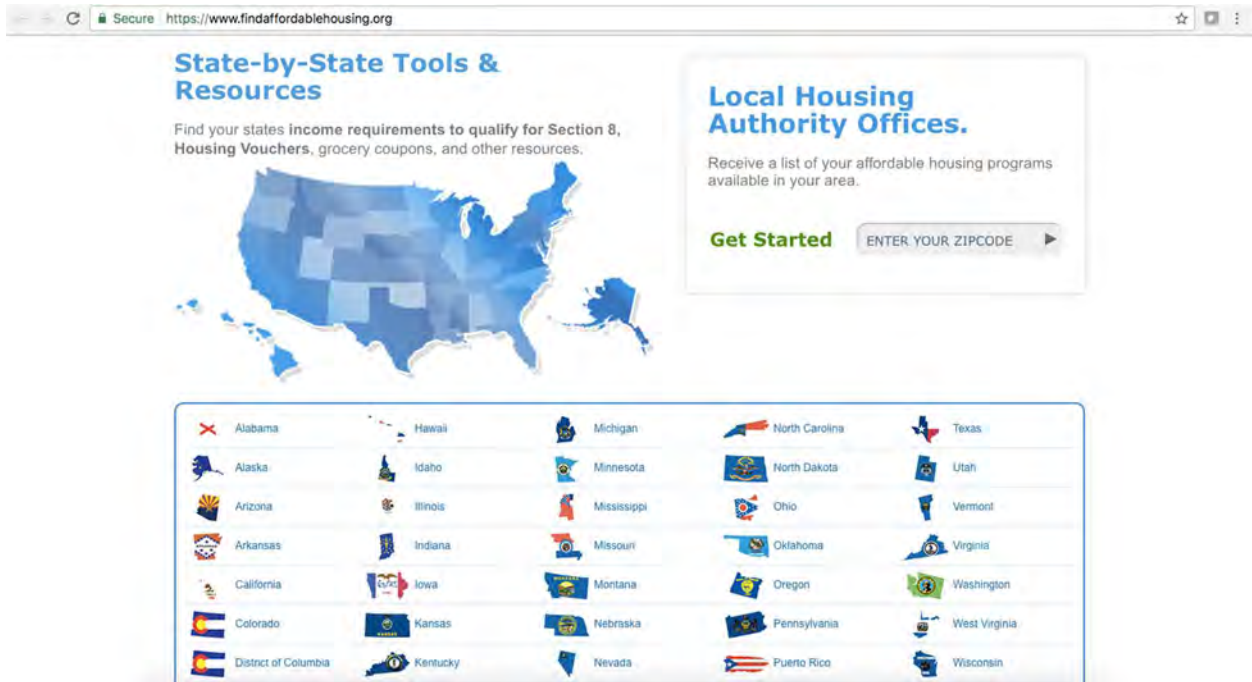 Secure https://www.findaffordablehousing.org
State-by-State Tools &
Resources
Find your states income requirements to qualify for Section 8,
Housing Vouchers, grocery coupons, and other resources.
Local Housing
Authority Offices.
Receive a list of your affordable housing programs
available in your area.
Get Started ENTER YOUR ZIPCODE
Alabama Hawaii Michigan North Carolina Texas
Alaska Idaho Minnesota North Dakota Utah
Arizona Illinois Mississippi Ohio Vermont
Arkansas Indiana Missouri Oklahoma Virginia
California Iowa Montana Oregon Washington
Colorado Kansas Nebraska Pennsylvania West Virginia
District of Columbia Kentucky Nevada Puerto Rico Wisconsin